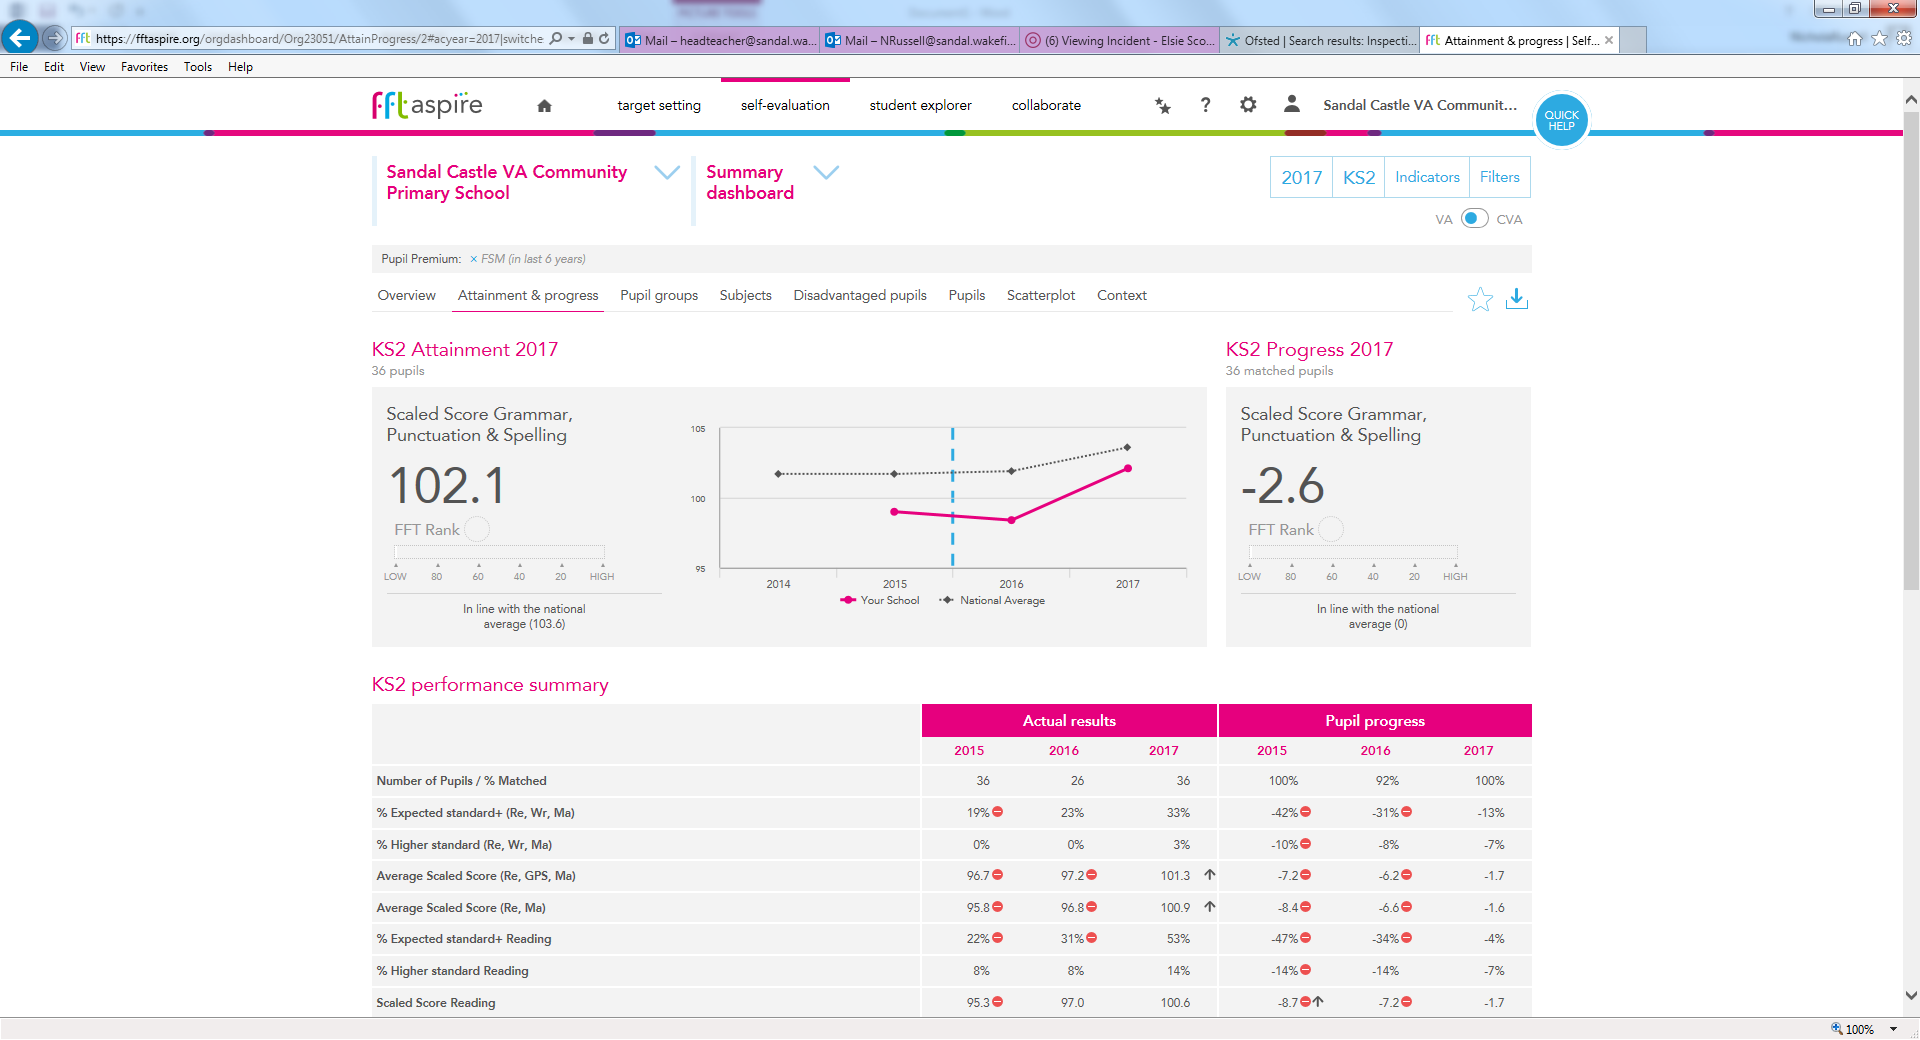 https://fftaspire.org/orgdashboard/Org23051/AttainProgress/2#acyear=2017|switche
Mail – headteacher@sandal.wa...
Mail – NRussell@sandal.wakefi...
(6) Viewing Incident - Elsie Sco...
Ofsted | Search results: Inspecti...
fft Attainment & progress | Self...
File Edit View Favorites Tools Help
fft aspire
target setting self-evaluation student explorer collaborate
? Sandal Castle VA Communit...
QUICK
HELP
Sandal Castle VA Community
Primary School
Summary
dashboard
2017 KS2 Indicators Filters
VA CVA
Pupil Premium: × FSM (in last 6 years)
Overview Attainment & progress Pupil groups Subjects Disadvantaged pupils Pupils Scatterplot Context
KS2 Attainment 2017
36 pupils
Scaled Score Grammar,
Punctuation & Spelling
102.1
FFT Rank
LOW 80 60 40 20 HIGH
In line with the national
average (103.6)
105
100
95
2014 2015 2016 2017
Your School National Average
KS2 Progress 2017
36 matched pupils
Scaled Score Grammar,
Punctuation & Spelling
-2.6
FFT Rank
LOW 80 60 40 20 HIGH
In line with the national
average (0)
KS2 performance summary
Actual results Pupil progress
2015 2016 2017 2015 2016 2017
Number of Pupils / % Matched 36 26 36 100% 92% 100%
% Expected standard+ (Re, Wr, Ma) 19% 23% 33% -42% -31% -13%
% Higher standard (Re, Wr, Ma) 0% 0% 3% -10% -8% -7%
Average Scaled Score (Re, GPS, Ma) 96.7 97.2 101.3 -7.2 -6.2 -1.7
Average Scaled Score (Re, Ma) 95.8 96.8 100.9 -8.4 -6.6 -1.6
% Expected standard+ Reading 22% 31% 53% -47% -34% -4%
% Higher standard Reading 8% 8% 14% -14% -14% -7%
Scaled Score Reading 95.3 97.0 100.6 -8.7 -7.2 -1.7
100%